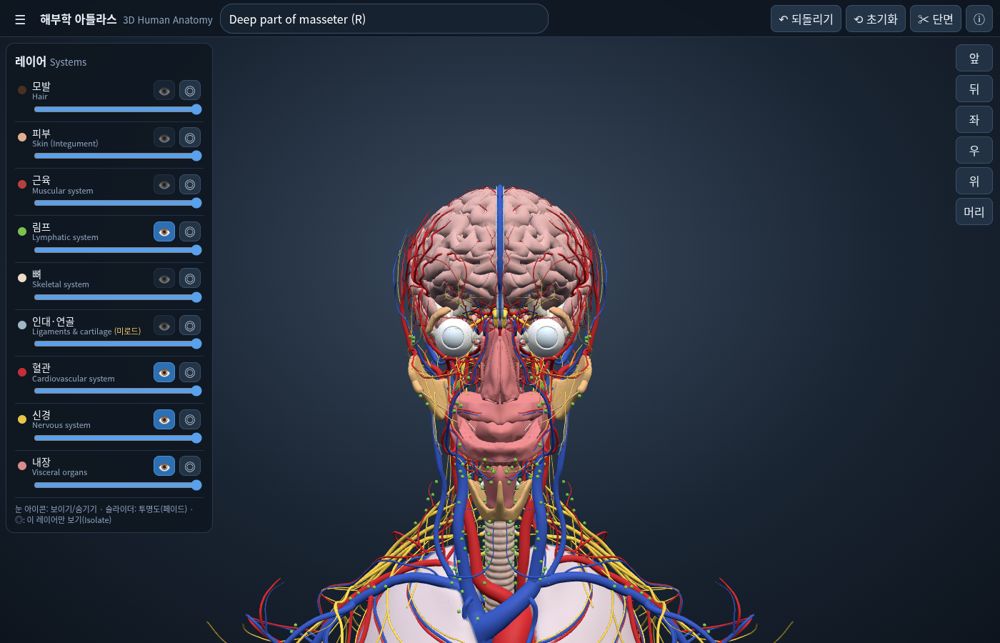 ☰ 해부학 아틀라스 3D Human Anatomy Deep part of masseter (R) ↶ 되돌리기 ⟲ 초기화 ✂ 단면 ⓘ
레이어 Systems
모발
Hair
피부
Skin (Integument)
근육
Muscular system
림프
Lymphatic system
뼈
Skeletal system
인대·연골
Ligaments & cartilage (미로드)
혈관
Cardiovascular system
신경
Nervous system
내장
Visceral organs
눈 아이콘: 보이기/숨기기 · 슬라이더: 투명도(페이드) ·
◎: 이 레이어만 보기(Isolate)
앞
뒤
좌
우
위
머리